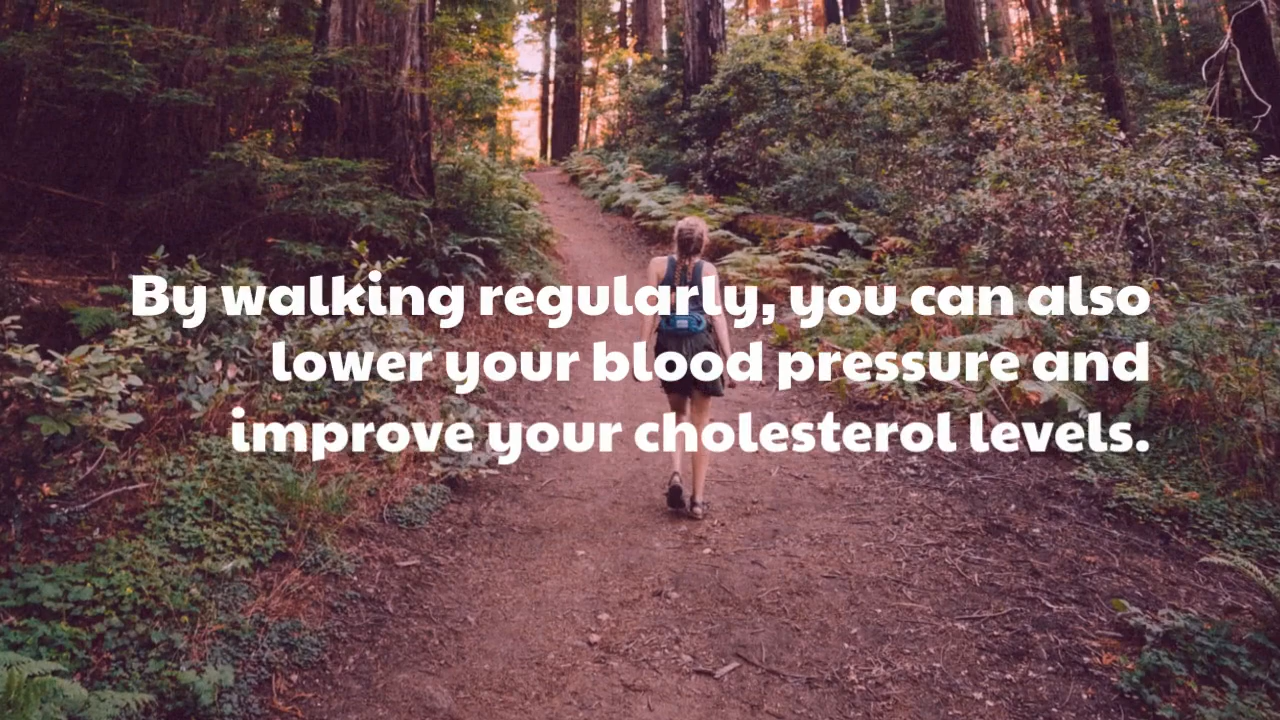 By walking regularly, you can also
lower your blood pressure and
improve your cholesterol levels.